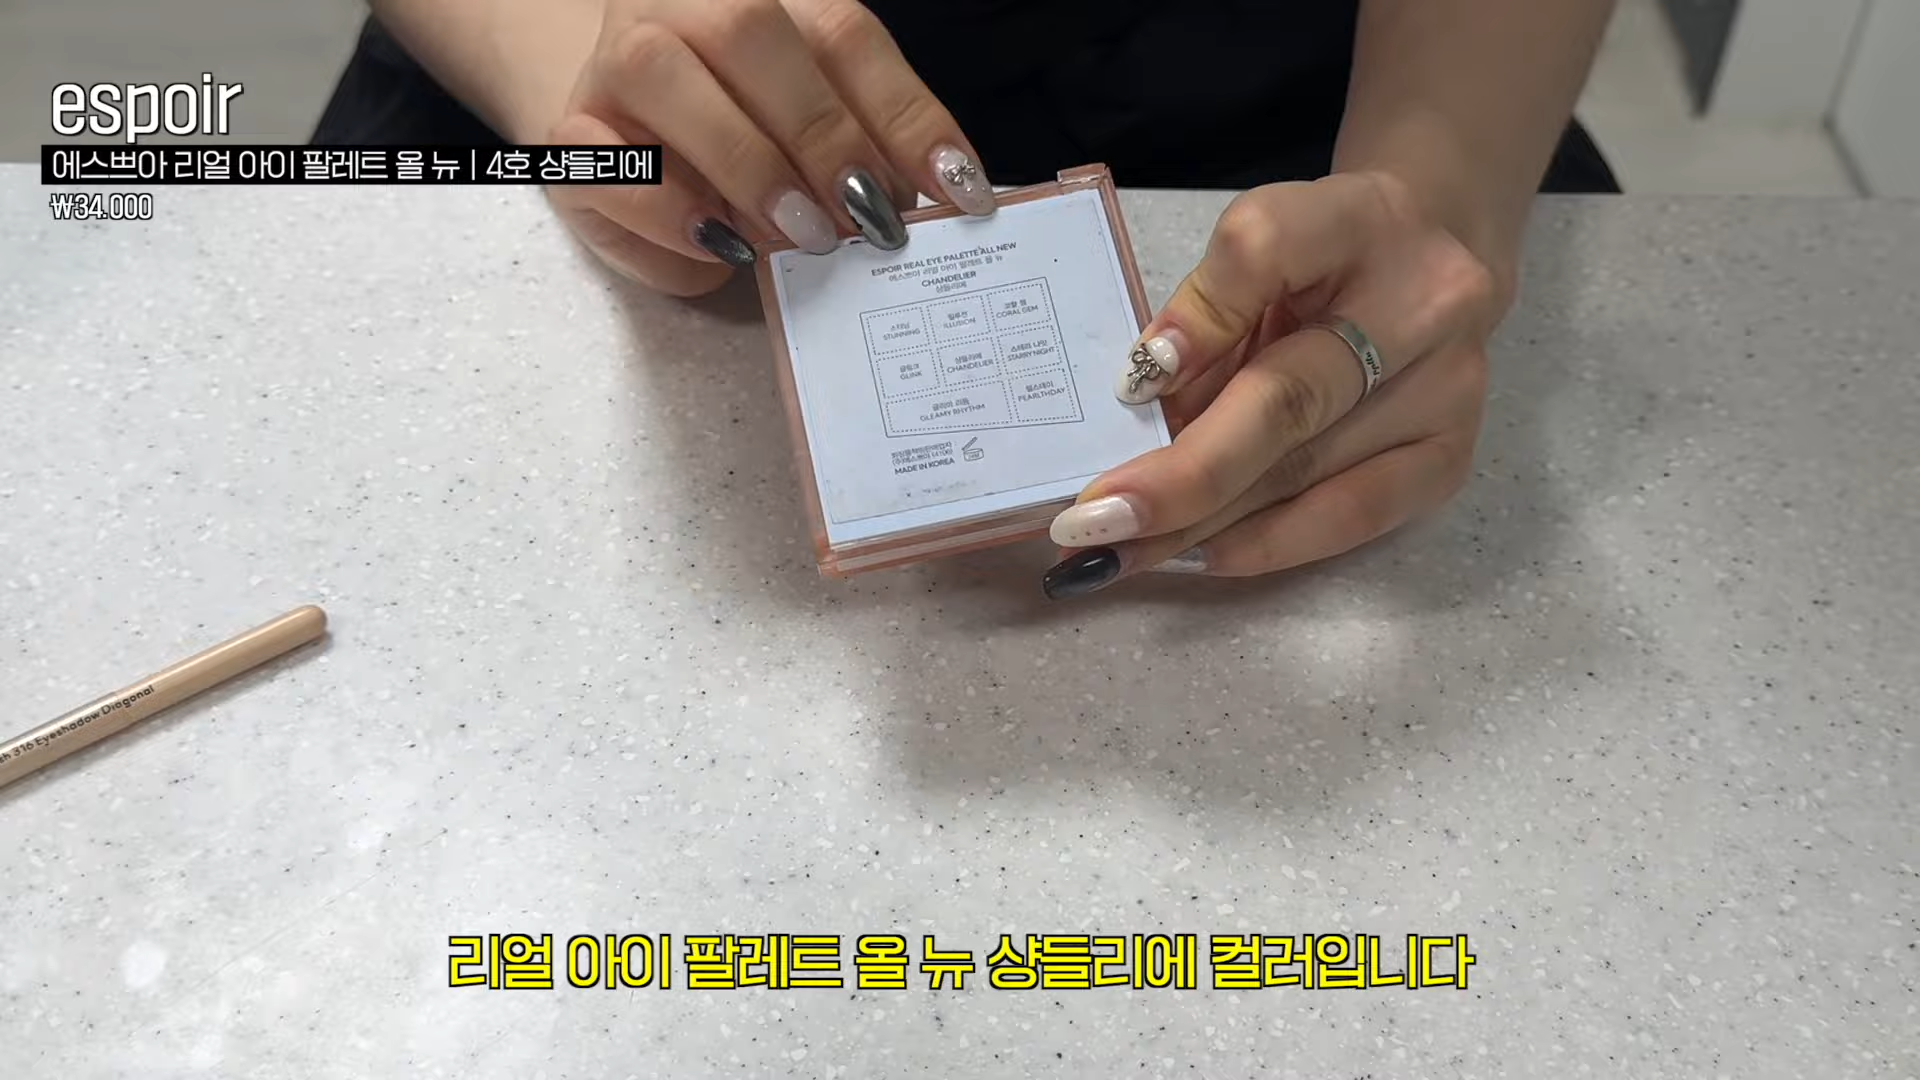 espoir
에스쁘아 리얼 아이 팔레트 올 뉴 | 4호 샹들리에
₩34.000
ESPOIR REAL EYE PALETTE ALL NEW
에스쁘아 리얼 아이 팔레트 올 뉴
CHANDELIER
샹들리에
스터닝
STUNNING
일루전
ILLUSION
코랄 젬
CORAL GEM
글링크
GLINK
샹들리에
CHANDELIER
스태리 나잇
STARRY NIGHT
글리미 리듬
GLEAMY RHYTHM
펄스데이
PEARLTHDAY
MADE IN KOREA
316 Eyeshadow Diagonal
리얼 아이 팔레트 올 뉴 샹들리에 컬러입니다